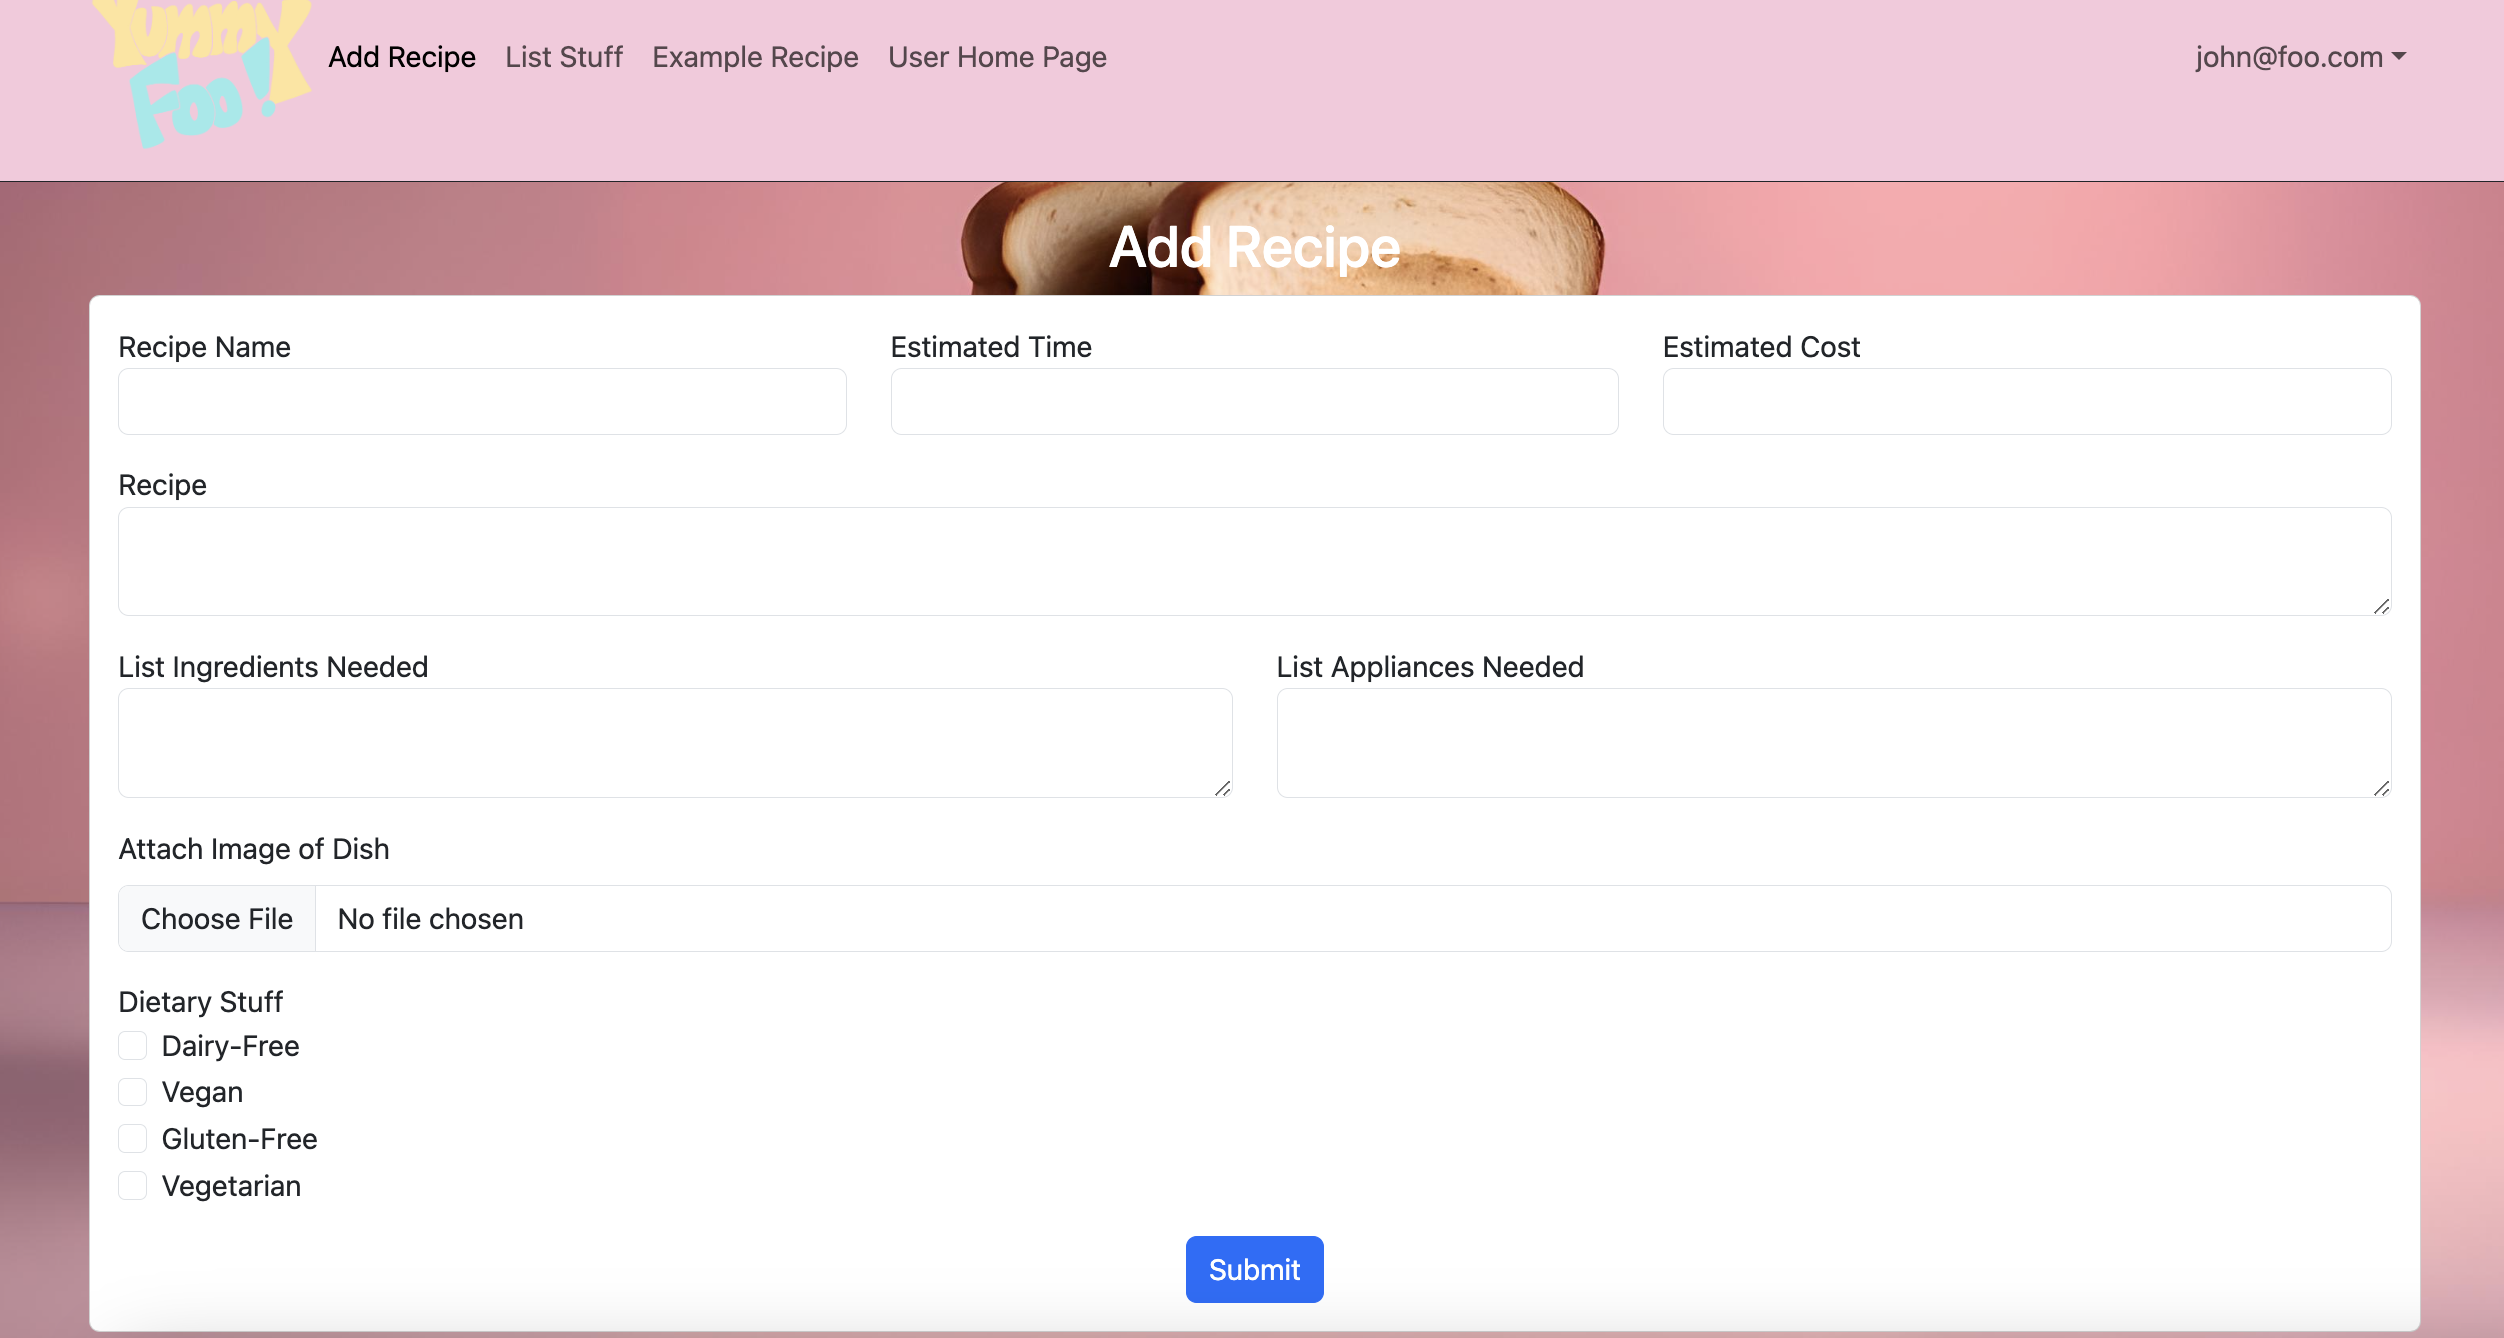 Yummy
Foo!
Add Recipe List Stuff Example Recipe User Home Page john@foo.com
Add Recipe
Recipe Name Estimated Time Estimated Cost
Recipe
List Ingredients Needed List Appliances Needed
Attach Image of Dish
Choose File No file chosen
Dietary Stuff
Dairy-Free
Vegan
Gluten-Free
Vegetarian
Submit